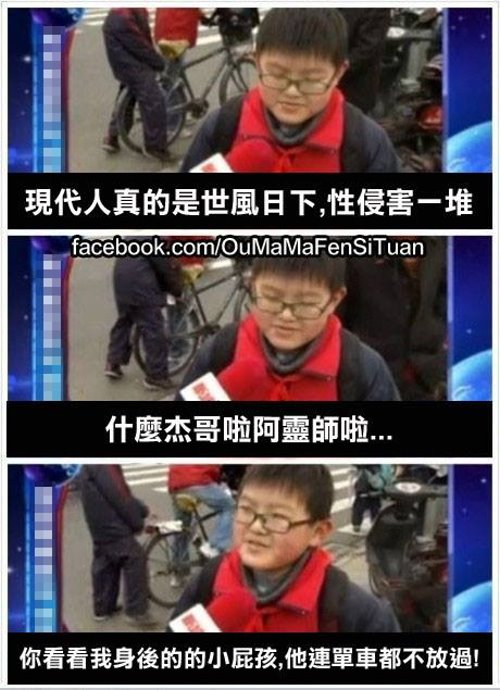 現代人真的是世風日下,性侵害一堆
facebook.com/OuMaMaFenSiTuan
什麼杰哥啦阿靈師啦...
你看看我身後的的小屁孩,他連單車都不放過!